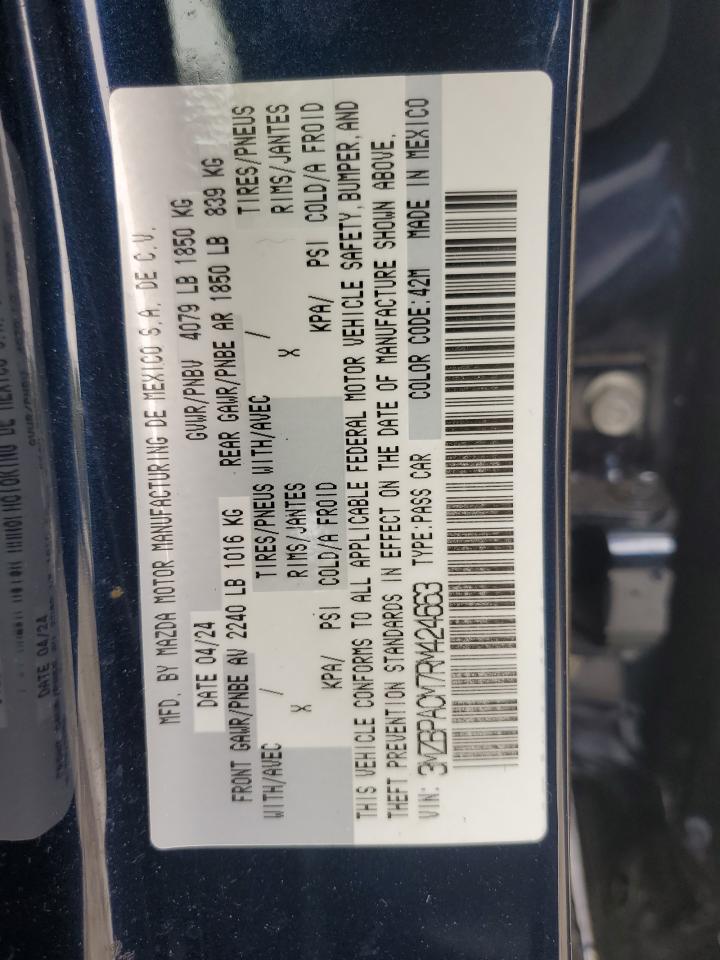 MFD. BY MAZDA MOTOR MANUFACTURING DE MEXICO S.A. DE C.V.
DATE 04/24 GVWR/PNBV 4079 LB 1850 KG
FRONT GAWR/PNBE AV 2240 LB 1016 KG REAR GAWR/PNBE AR 1850 LB 839 KG
WITH/AVEC / TIRES/PNEUS WITH/AVEC / TIRES/PNEUS
X RIMS/JANTES X RIMS/JANTES
KPA/ PSI COLD/A FROID KPA/ PSI COLD/A FROID
THIS VEHICLE CONFORMS TO ALL APPLICABLE FEDERAL MOTOR VEHICLE SAFETY, BUMPER, AND
THEFT PREVENTION STANDARDS IN EFFECT ON THE DATE OF MANUFACTURE SHOWN ABOVE.
VIN: 3MZBPACM7RM424663 TYPE:PASS CAR COLOR CODE:42M MADE IN MEXICO
DATE 04/24